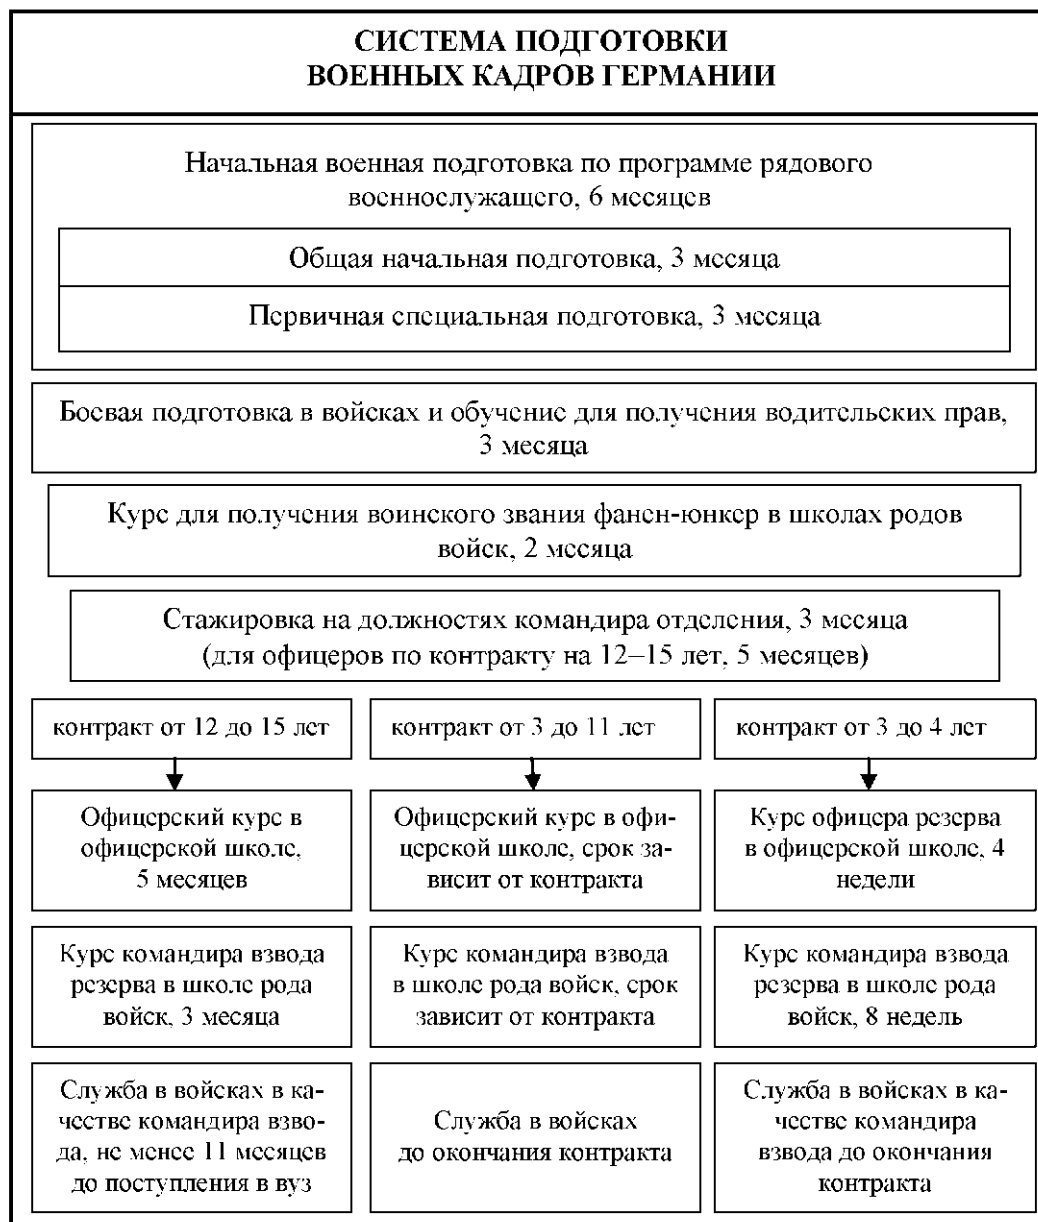 СИСТЕМА ПОДГОТОВКИ
ВОЕННЫХ КАДРОВ ГЕРМАНИИ
Начальная военная подготовка по программе рядового
военнослужащего, 6 месяцев
Общая начальная подготовка, 3 месяца
Первичная специальная подготовка, 3 месяца
Боевая подготовка в войсках и обучение для получения водительских прав,
3 месяца
Курс для получения воинского звания фанен-юнкер в школах родов
войск, 2 месяца
Стажировка на должностях командира отделения, 3 месяца
(для офицеров по контракту на 12–15 лет, 5 месяцев)
контракт от 12 до 15 лет
контракт от 3 до 11 лет
контракт от 3 до 4 лет
Офицерский курс в
офицерской школе,
5 месяцев
Офицерский курс в офи-
церской школе, срок за-
висит от контракта
Курс офицера резерва
в офицерской школе, 4
недели
Курс командира взвода
резерва в школе рода
войск, 3 месяца
Курс командира взвода
в школе рода войск, срок
зависит от контракта
Курс командира взвода
резерва в школе рода
войск, 8 недель
Служба в войсках в ка-
честве командира взво-
да, не менее 11 месяцев
до поступления в вуз
Служба в войсках
до окончания контракта
Служба в войсках в ка-
честве командира
взвода до окончания
контракта